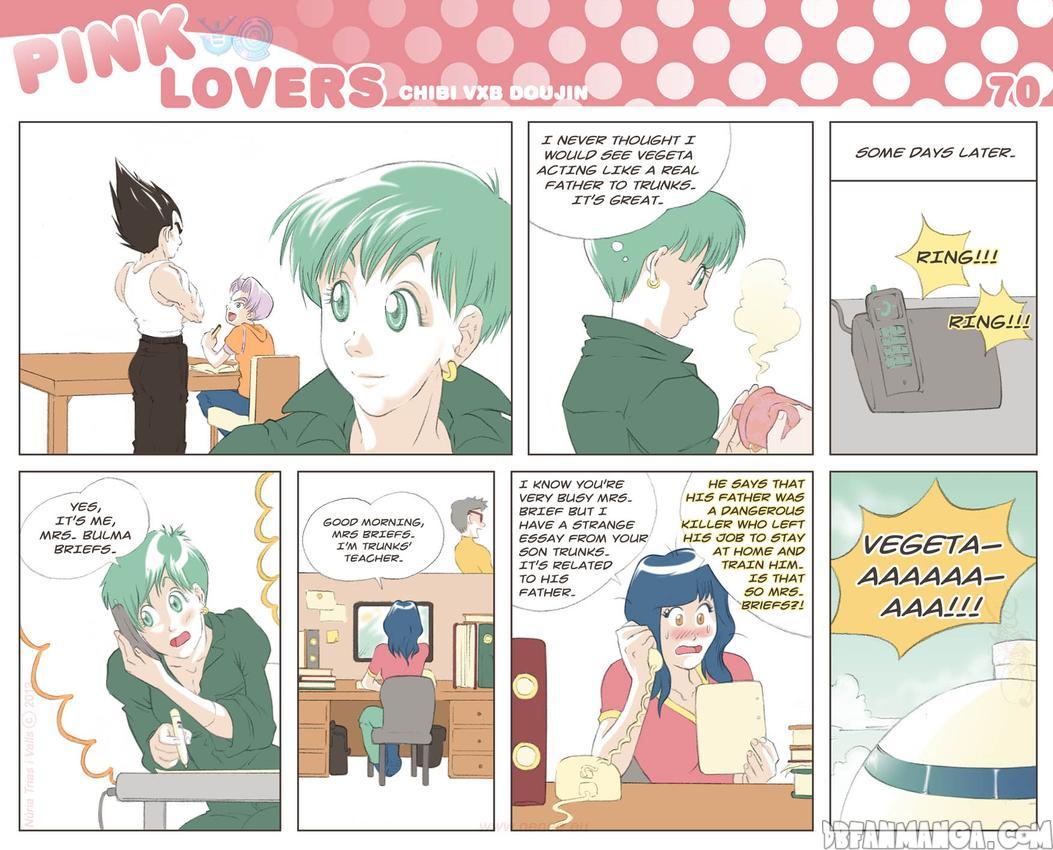 PINK
LOVERS
CHIBI VXB DOUJIN
70
I NEVER THOUGHT I
WOULD SEE VEGETA
ACTING LIKE A REAL
FATHER TO TRUNKS.
IT'S GREAT.
SOME DAYS LATER.
RING!!!
RING!!!
YES,
IT'S ME,
MRS. BULMA
BRIEFS.
GOOD MORNING,
MRS BRIEFS.
I'M TRUNKS'
TEACHER.
I KNOW YOU'RE
VERY BUSY MRS.
BRIEF BUT I
HAVE A STRANGE
ESSAY FROM YOUR
SON TRUNKS.
IT'S RELATED
TO HIS
FATHER.
HE SAYS THAT
HIS FATHER WAS
A DANGEROUS
KILLER WHO LEFT
HIS JOB TO STAY
AT HOME AND
TRAIN HIM.
IS THAT
SO MRS.
BRIEFS?!
VEGETA-
AAAAAA-
AAA!!!
Núria Trias i Valls © 2013
DBFANMANGA.COM